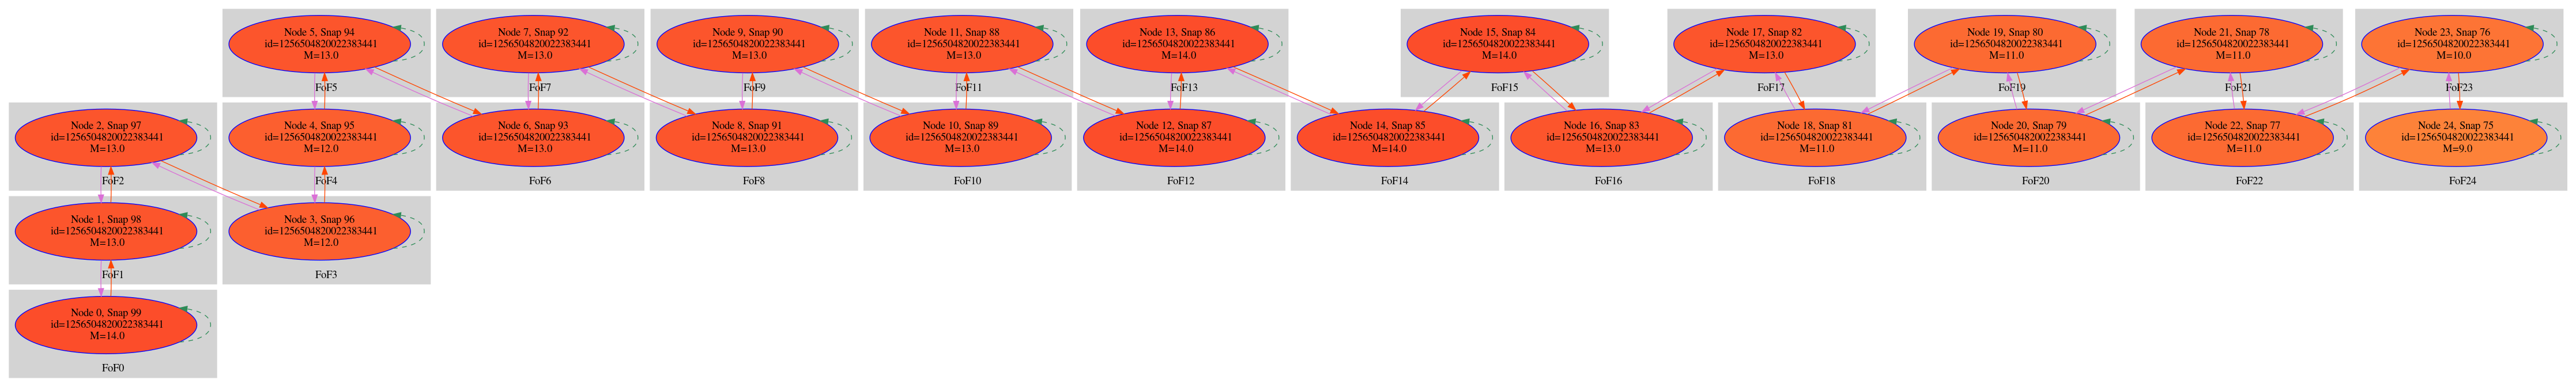 Node 5, Snap 94
id=1256504820022383441
M=13.0
FoF5
Node 7, Snap 92
id=1256504820022383441
M=13.0
FoF7
Node 9, Snap 90
id=1256504820022383441
M=13.0
FoF9
Node 11, Snap 88
id=1256504820022383441
M=13.0
FoF11
Node 13, Snap 86
id=1256504820022383441
M=14.0
FoF13
Node 15, Snap 84
id=1256504820022383441
M=14.0
FoF15
Node 17, Snap 82
id=1256504820022383441
M=13.0
FoF17
Node 19, Snap 80
id=1256504820022383441
M=11.0
FoF19
Node 21, Snap 78
id=1256504820022383441
M=11.0
FoF21
Node 23, Snap 76
id=1256504820022383441
M=10.0
FoF23
Node 2, Snap 97
id=1256504820022383441
M=13.0
FoF2
Node 4, Snap 95
id=1256504820022383441
M=12.0
FoF4
Node 6, Snap 93
id=1256504820022383441
M=13.0
FoF6
Node 8, Snap 91
id=1256504820022383441
M=13.0
FoF8
Node 10, Snap 89
id=1256504820022383441
M=13.0
FoF10
Node 12, Snap 87
id=1256504820022383441
M=14.0
FoF12
Node 14, Snap 85
id=1256504820022383441
M=14.0
FoF14
Node 16, Snap 83
id=1256504820022383441
M=13.0
FoF16
Node 18, Snap 81
id=1256504820022383441
M=11.0
FoF18
Node 20, Snap 79
id=1256504820022383441
M=11.0
FoF20
Node 22, Snap 77
id=1256504820022383441
M=11.0
FoF22
Node 24, Snap 75
id=1256504820022383441
M=9.0
FoF24
Node 1, Snap 98
id=1256504820022383441
M=13.0
FoF1
Node 3, Snap 96
id=1256504820022383441
M=12.0
FoF3
Node 0, Snap 99
id=1256504820022383441
M=14.0
FoF0